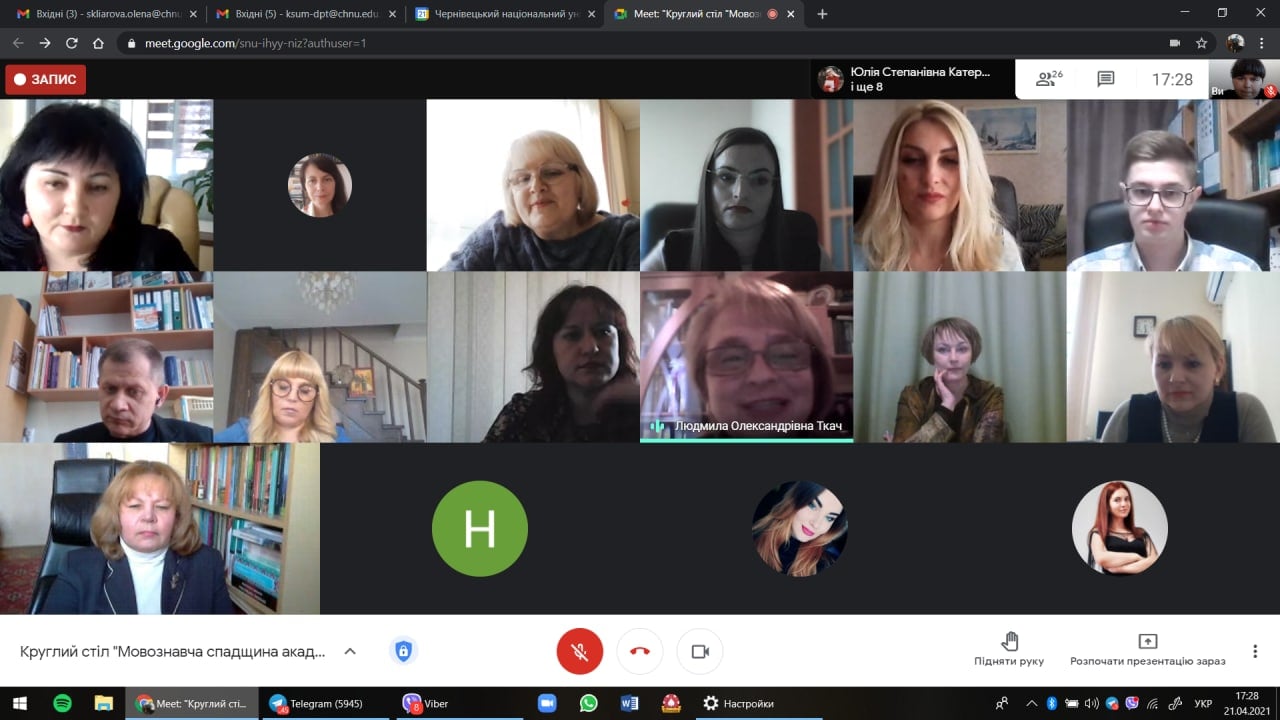 Вхідні (3) - skliarova.olena@chnu
Вхідні (5) - ksum-dpt@chnu.edu
21
Чернівецький національний ун
Meet: "Круглий стіл "Мовоз
meet.google.com/snu-ihyy-niz?authuser=1
ЗАПИС
Юлія Степанівна Катер...
і ще 8
26
17:28
Ви
Людмила Олександрівна Ткач
H
Круглий стіл "Мовознавча спадщина акад...
Підняти руку
Розпочати презентацію зараз
Meet: "Круглий сті...
Telegram (5945)
8
Viber
Настройки
УКР
17:28
21.04.2021